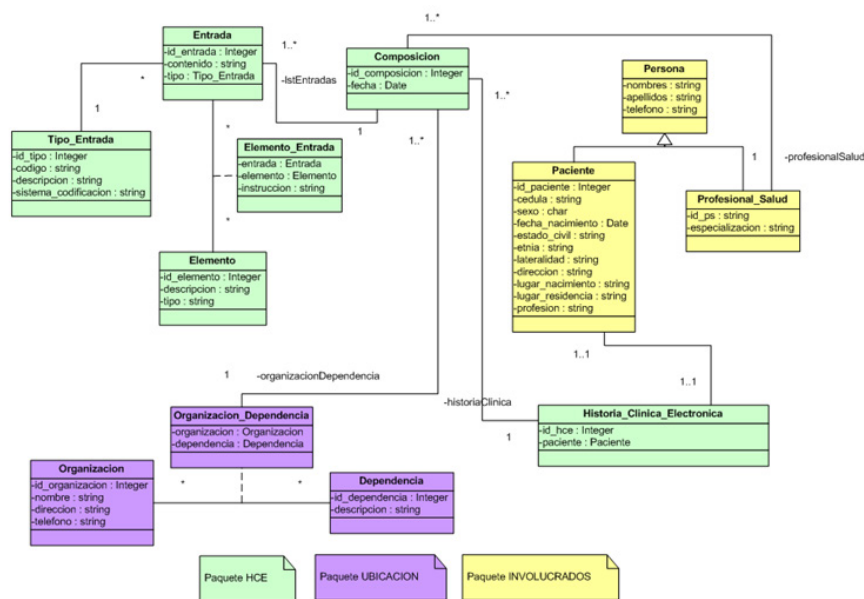 Entrada
-id_entrada : Integer
-contenido : string
-tipo : Tipo_Entrada
1..*
-lstEntradas
1..*
Composicion
-id_composicion : Integer
-fecha : Date
1
1..*
1..*
Persona
-nombres : string
-apellidos : string
-telefono : string
1
-profesionalSalud
*
1
Tipo_Entrada
-id_tipo : Integer
-codigo : string
-descripcion : string
-sistema_codificacion : string
*
Elemento_Entrada
-entrada : Entrada
-elemento : Elemento
-instruccion : string
*
Paciente
-id_paciente : Integer
-cedula : string
-sexo : char
-fecha_nacimiento : Date
-estado_civil : string
-etnia : string
-lateralidad : string
-direccion : string
-lugar_nacimiento : string
-lugar_residencia : string
-profesion : string
Profesional_Salud
-id_ps : string
-especializacion : string
Elemento
-id_elemento : Integer
-descripcion : string
-tipo : string
1..1
1..1
1
-organizacionDependencia
-historiaClinica
1
Organizacion_Dependencia
-organizacion : Organizacion
-dependencia : Dependencia
Historia_Clinica_Electronica
-id_hce : Integer
-paciente : Paciente
Organizacion
-id_organizacion : Integer
-nombre : string
-direccion : string
-telefono : string
*
*
Dependencia
-id_dependencia : Integer
-descripcion : string
Paquete HCE
Paquete UBICACION
Paquete INVOLUCRADOS